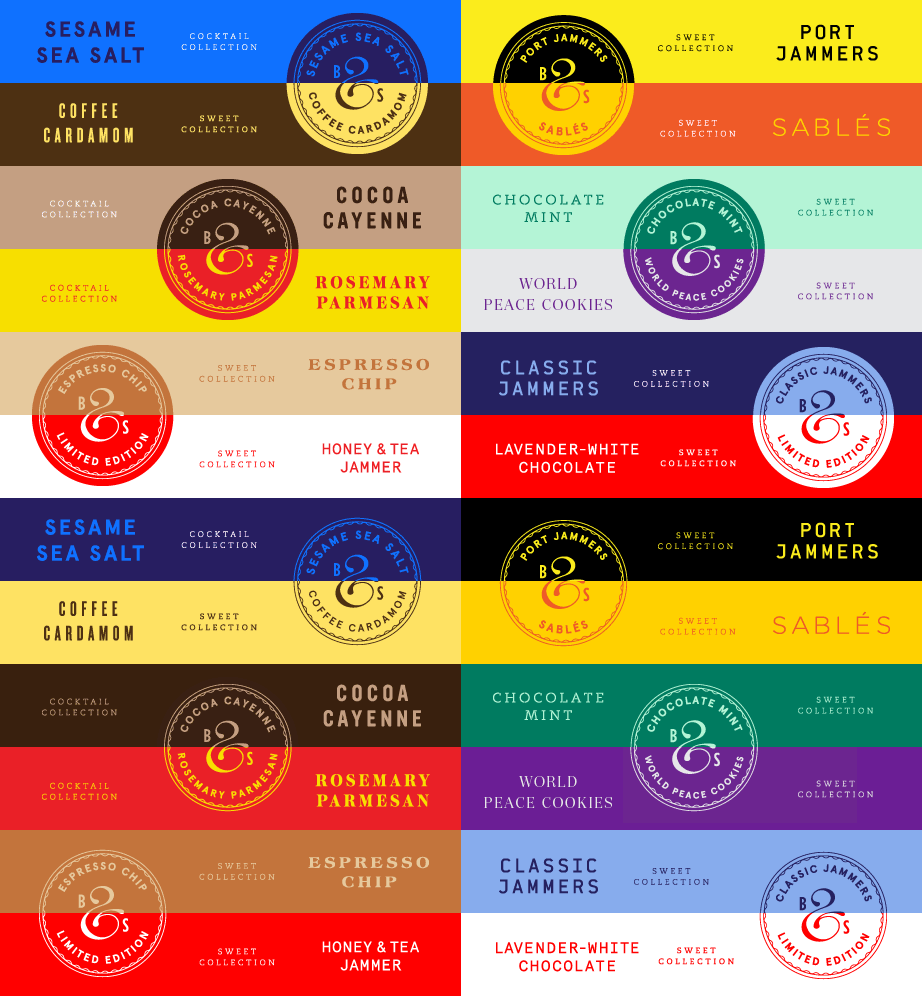 SESAME
SEA SALT
COCKTAIL
COLLECTION
SESAME SEA SALT
B&S
COFFEE CARDAMOM
COFFEE
CARDAMOM
SWEET
COLLECTION
PORT JAMMERS
B&S
SABLÉS
SWEET
COLLECTION
PORT
JAMMERS
SWEET
COLLECTION
SABLÉS
COCKTAIL
COLLECTION
COCOA CAYENNE
B&S
ROSEMARY PARMESAN
COCOA
CAYENNE
COCKTAIL
COLLECTION
ROSEMARY
PARMESAN
CHOCOLATE
MINT
CHOCOLATE MINT
B&S
WORLD PEACE COOKIES
SWEET
COLLECTION
WORLD
PEACE COOKIES
SWEET
COLLECTION
ESPRESSO CHIP
B&S
LIMITED EDITION
SWEET
COLLECTION
ESPRESSO
CHIP
SWEET
COLLECTION
HONEY & TEA
JAMMER
CLASSIC
JAMMERS
SWEET
COLLECTION
CLASSIC JAMMERS
B&S
LIMITED EDITION
LAVENDER-WHITE
CHOCOLATE
SWEET
COLLECTION
SESAME
SEA SALT
COCKTAIL
COLLECTION
SESAME SEA SALT
B&S
COFFEE CARDAMOM
COFFEE
CARDAMOM
SWEET
COLLECTION
PORT JAMMERS
B&S
SABLÉS
SWEET
COLLECTION
PORT
JAMMERS
SWEET
COLLECTION
SABLÉS
COCKTAIL
COLLECTION
COCOA CAYENNE
B&S
ROSEMARY PARMESAN
COCOA
CAYENNE
COCKTAIL
COLLECTION
ROSEMARY
PARMESAN
CHOCOLATE
MINT
CHOCOLATE MINT
B&S
WORLD PEACE COOKIES
SWEET
COLLECTION
WORLD
PEACE COOKIES
SWEET
COLLECTION
ESPRESSO CHIP
B&S
LIMITED EDITION
SWEET
COLLECTION
ESPRESSO
CHIP
SWEET
COLLECTION
HONEY & TEA
JAMMER
CLASSIC
JAMMERS
SWEET
COLLECTION
CLASSIC JAMMERS
B&S
LIMITED EDITION
LAVENDER-WHITE
CHOCOLATE
SWEET
COLLECTION